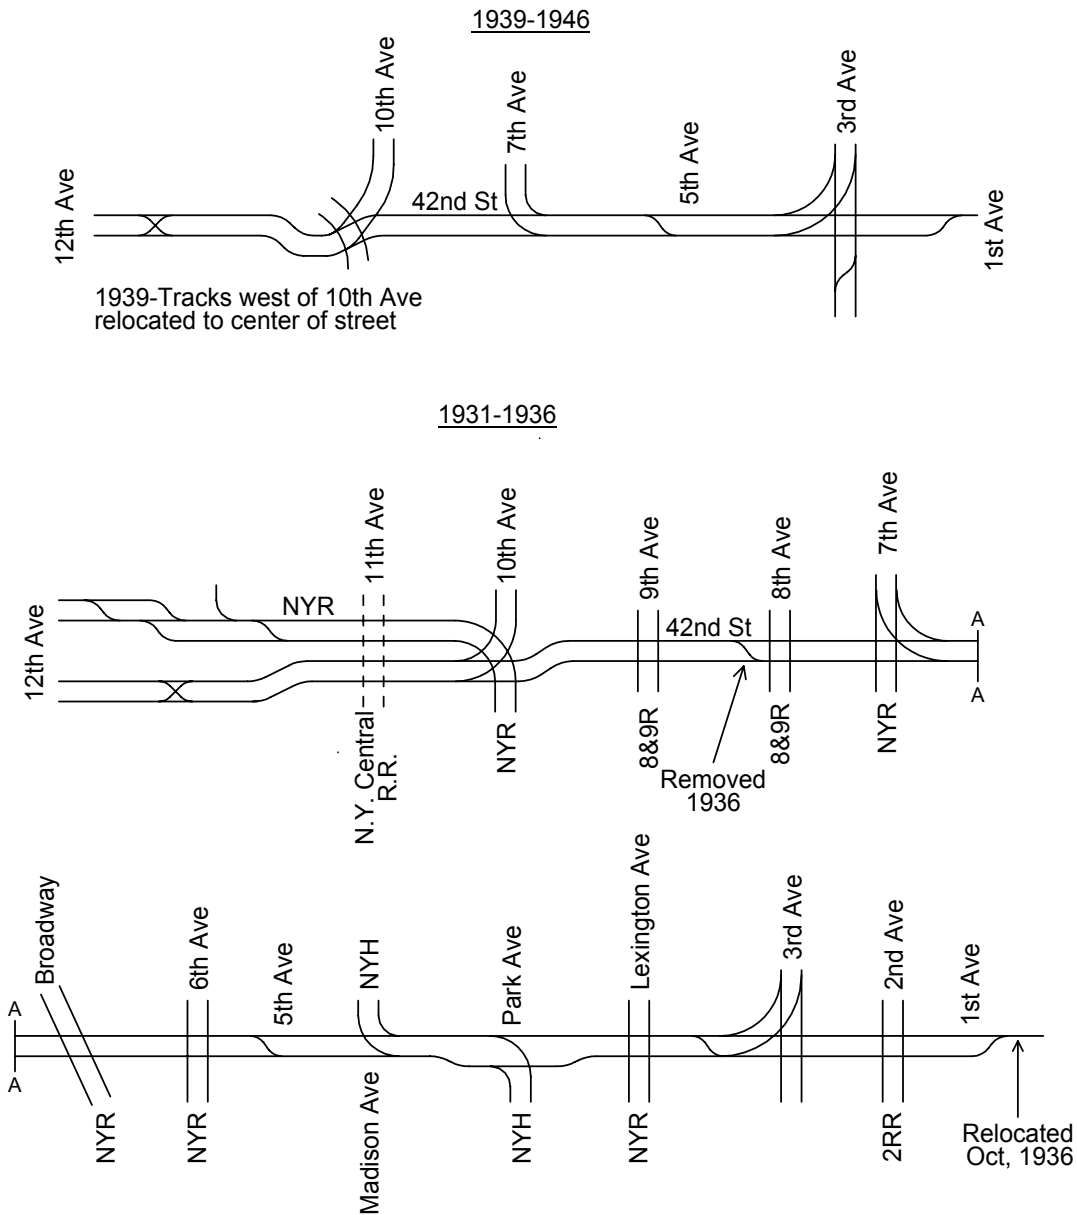 1939-1946
10th Ave
7th Ave
3rd Ave
5th Ave
12th Ave
42nd St
1st Ave
1939-Tracks west of 10th Ave
relocated to center of street
1931-1936
11th Ave
10th Ave
9th Ave
8th Ave
7th Ave
NYR
12th Ave
42nd St
A
A
N.Y. Central
R.R.
NYR
8&9R
8&9R
NYR
Removed
1936
Broadway
6th Ave
5th Ave
NYH
Park Ave
Lexington Ave
3rd Ave
2nd Ave
1st Ave
A
A
NYR
NYR
Madison Ave
NYH
NYR
2RR
Relocated
Oct, 1936